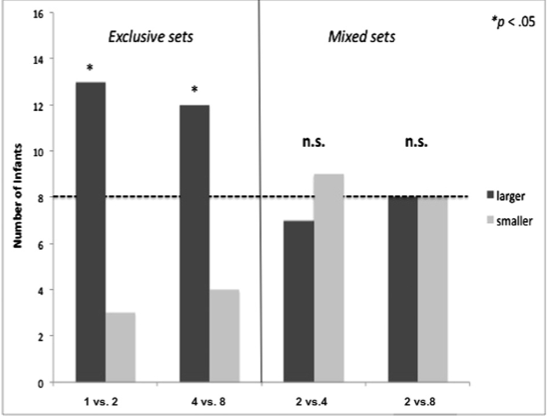 *p < .05
Exclusive sets
Mixed sets
*
*
n.s.
n.s.
Number of Infants
16
14
12
10
8
6
4
2
0
larger
smaller
1 vs. 2
4 vs. 8
2 vs.4
2 vs.8